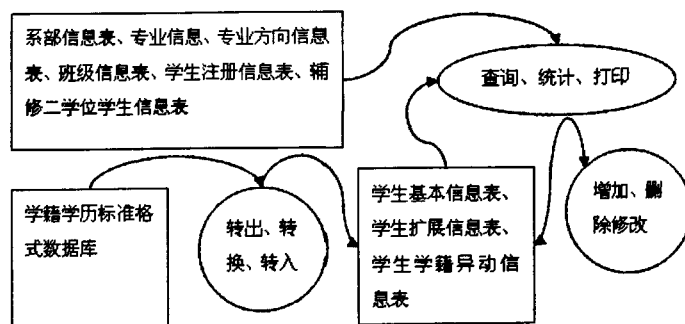 系部信息表、专业信息、专业方向信息
表、班级信息表、学生注册信息表、辅
修二学位学生信息表
查询、统计、打印
学籍学历标准格
式数据库
转出、转
换、转入
学生基本信息表、
学生扩展信息表、
学生学籍异动信
息表
增加、删
除修改